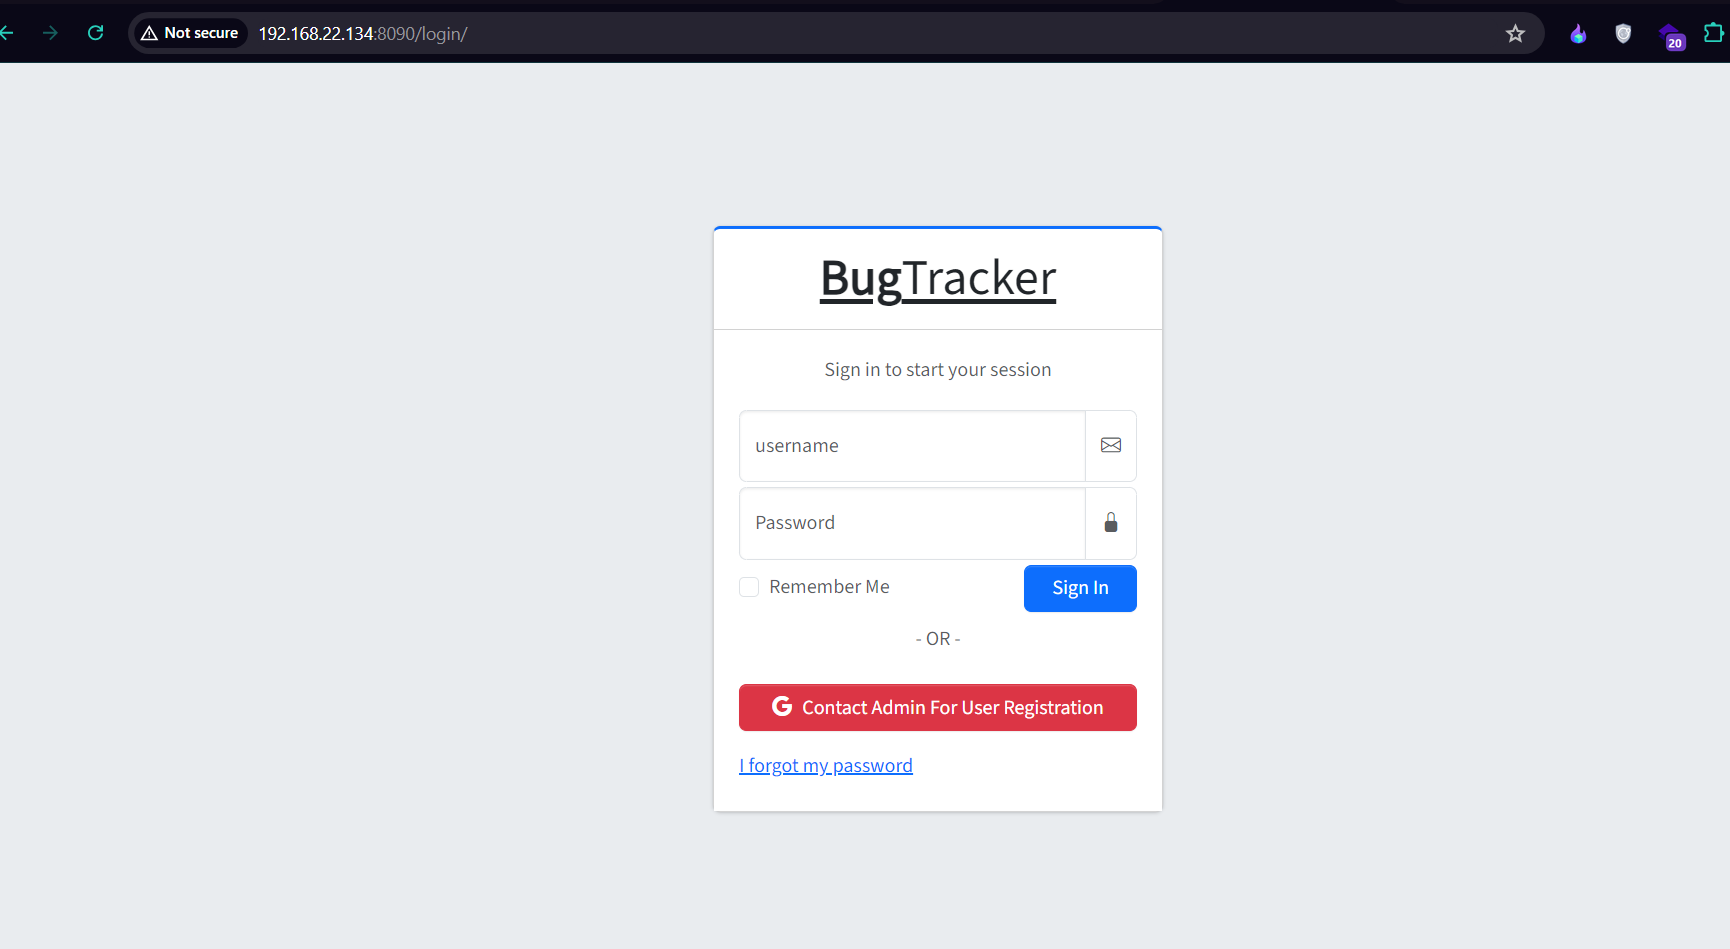 Not secure 192.168.22.134:8090/login/
20
BugTracker
Sign in to start your session
username
Password
Remember Me
Sign In
- OR -
G Contact Admin For User Registration
I forgot my password